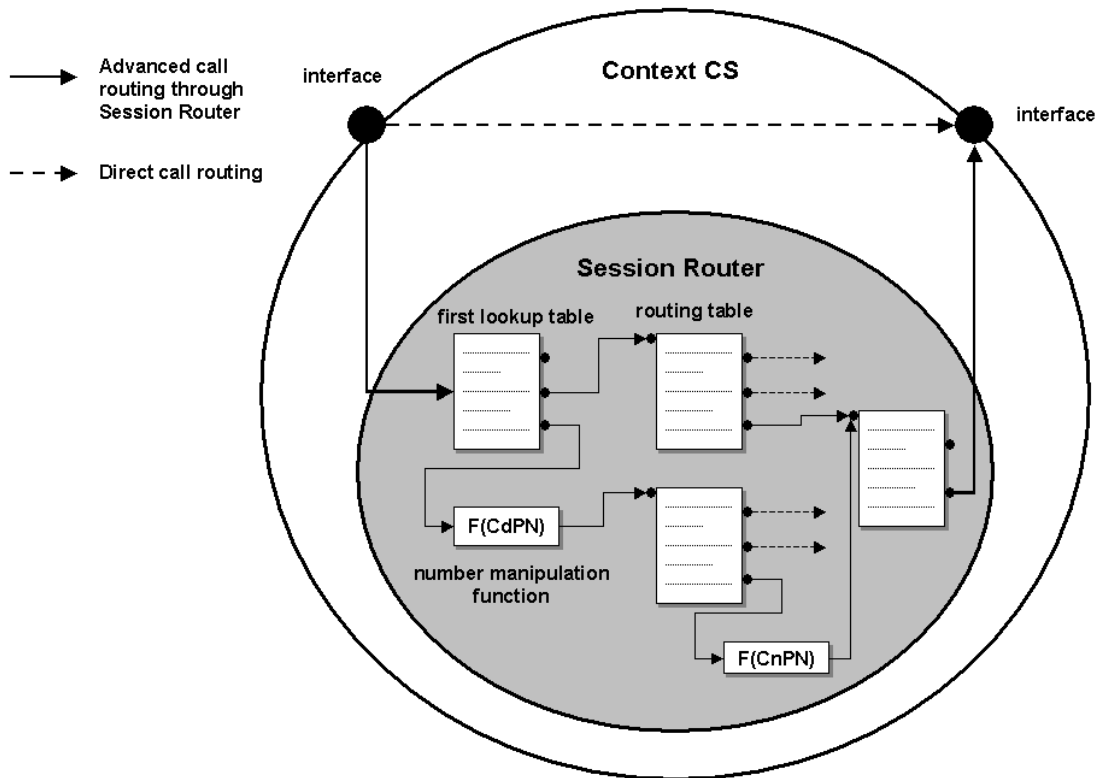 Advanced call
routing through
Session Router
Direct call routing
interface
Context CS
interface
Session Router
first lookup table
routing table
F(CdPN)
number manipulation
function
F(CnPN)